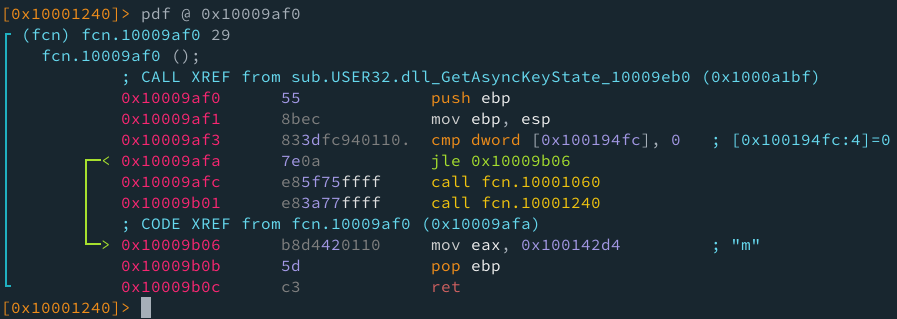 [0x10001240]> pdf @ 0x10009af0
(fcn) fcn.10009af0 29
fcn.10009af0 ();
; CALL XREF from sub.USER32.dll_GetAsyncKeyState_10009eb0 (0x1000a1bf)
0x10009af0 55 push ebp
0x10009af1 8bec mov ebp, esp
0x10009af3 833dfc940110. cmp dword [0x100194fc], 0 ; [0x100194fc:4]=0
0x10009afa 7e0a jle 0x10009b06
0x10009afc e85f75ffff call fcn.10001060
0x10009b01 e83a77ffff call fcn.10001240
; CODE XREF from fcn.10009af0 (0x10009afa)
0x10009b06 b8d4420110 mov eax, 0x100142d4 ; "m"
0x10009b0b 5d pop ebp
0x10009b0c c3 ret
[0x10001240]>